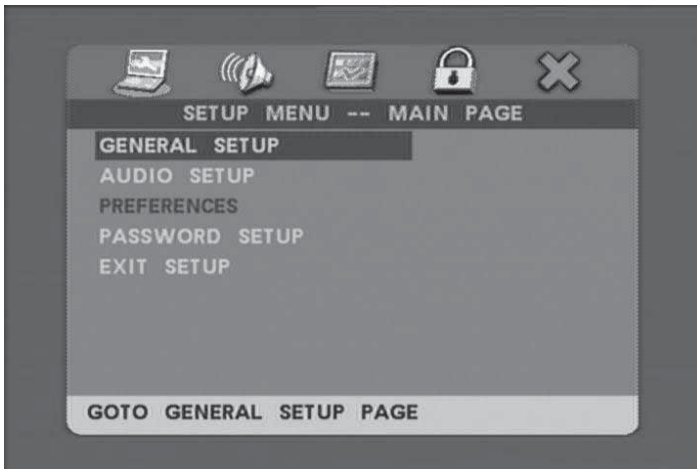 SETUP MENU -- MAIN PAGE
GENERAL SETUP
AUDIO SETUP
PREFERENCES
PASSWORD SETUP
EXIT SETUP
GOTO GENERAL SETUP PAGE